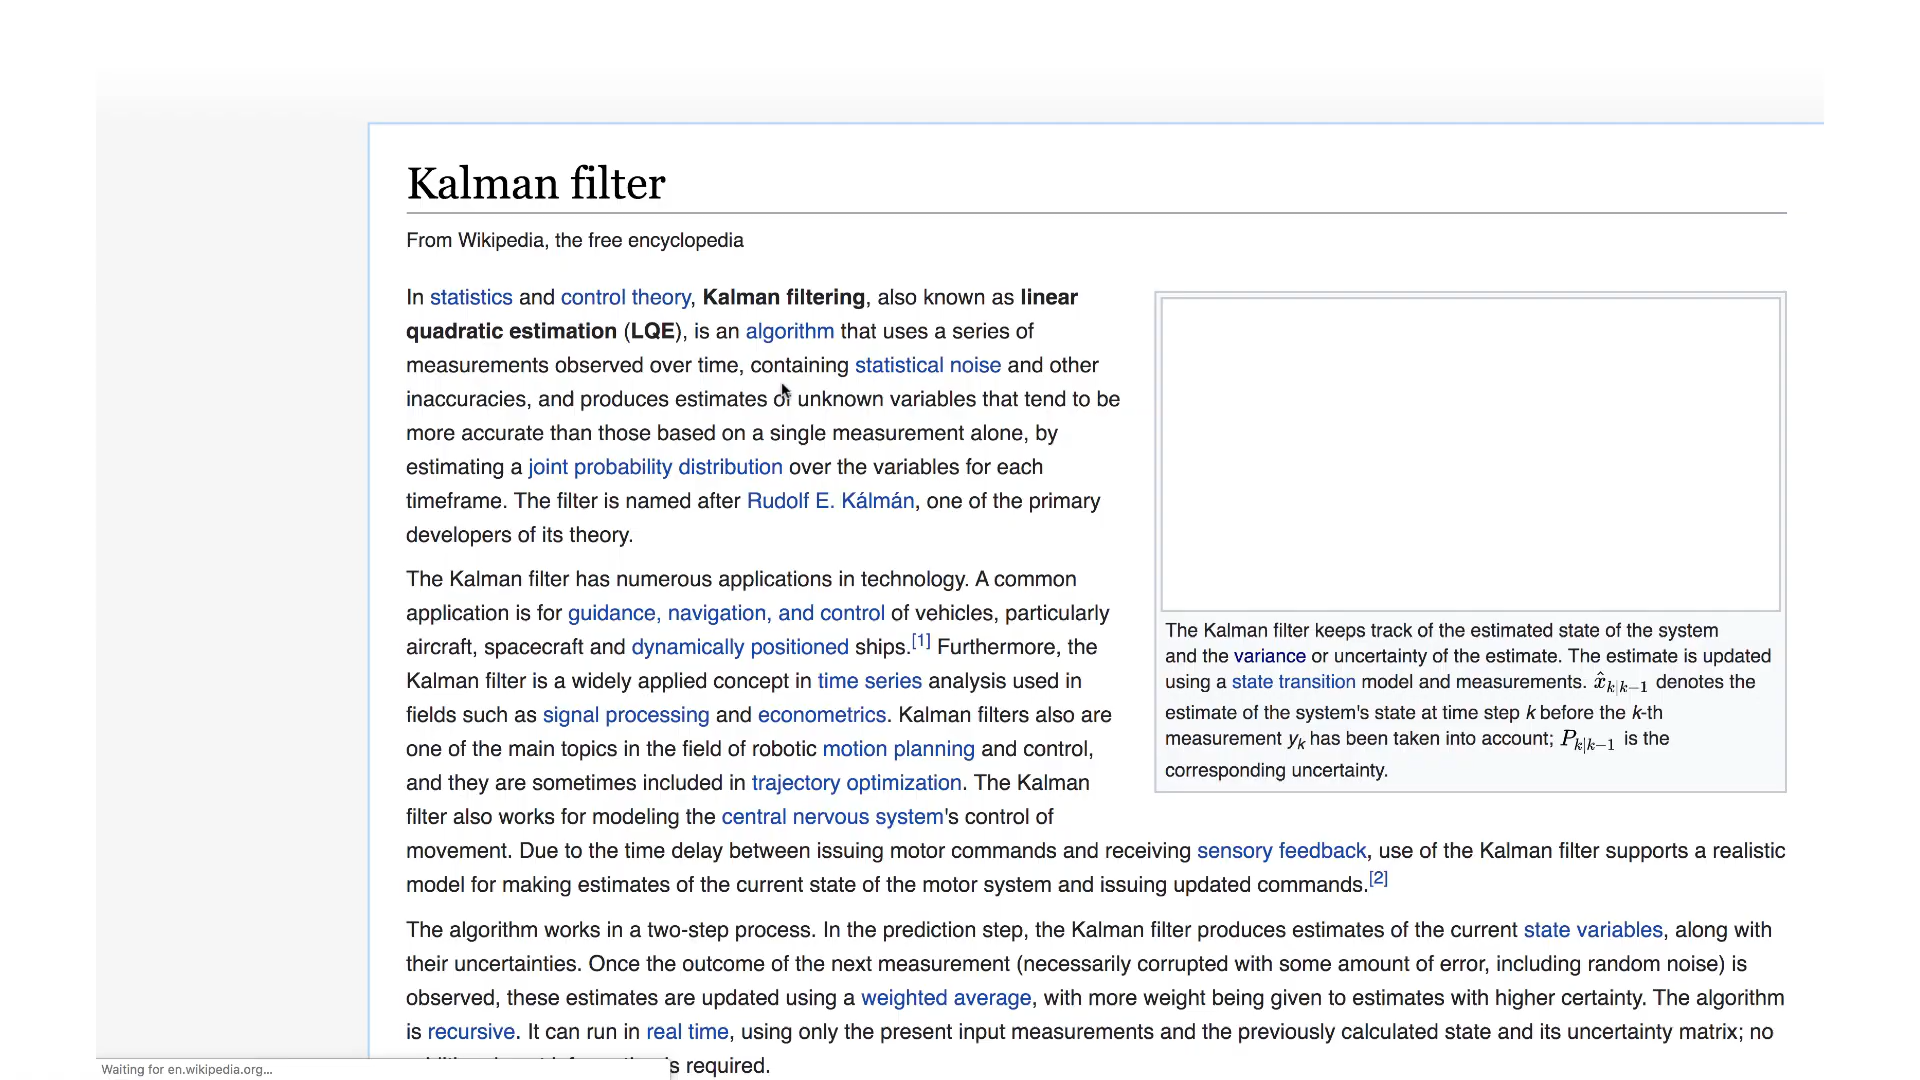 Kalman filter
From Wikipedia, the free encyclopedia
In statistics and control theory, Kalman filtering, also known as linear
quadratic estimation (LQE), is an algorithm that uses a series of
measurements observed over time, containing statistical noise and other
inaccuracies, and produces estimates of unknown variables that tend to be
more accurate than those based on a single measurement alone, by
estimating a joint probability distribution over the variables for each
timeframe. The filter is named after Rudolf E. Kálmán, one of the primary
developers of its theory.
The Kalman filter has numerous applications in technology. A common
application is for guidance, navigation, and control of vehicles, particularly
aircraft, spacecraft and dynamically positioned ships.[1] Furthermore, the
Kalman filter is a widely applied concept in time series analysis used in
fields such as signal processing and econometrics. Kalman filters also are
one of the main topics in the field of robotic motion planning and control,
and they are sometimes included in trajectory optimization. The Kalman
filter also works for modeling the central nervous system's control of
movement. Due to the time delay between issuing motor commands and receiving sensory feedback, use of the Kalman filter supports a realistic
model for making estimates of the current state of the motor system and issuing updated commands.[2]
The Kalman filter keeps track of the estimated state of the system
and the variance or uncertainty of the estimate. The estimate is updated
using a state transition model and measurements. x̂ₖ|ₖ₋₁ denotes the
estimate of the system's state at time step k before the k-th
measurement yₖ has been taken into account; Pₖ|ₖ₋₁ is the
corresponding uncertainty.
The algorithm works in a two-step process. In the prediction step, the Kalman filter produces estimates of the current state variables, along with
their uncertainties. Once the outcome of the next measurement (necessarily corrupted with some amount of error, including random noise) is
observed, these estimates are updated using a weighted average, with more weight being given to estimates with higher certainty. The algorithm
is recursive. It can run in real time, using only the present input measurements and the previously calculated state and its uncertainty matrix; no
is required.
Waiting for en.wikipedia.org...